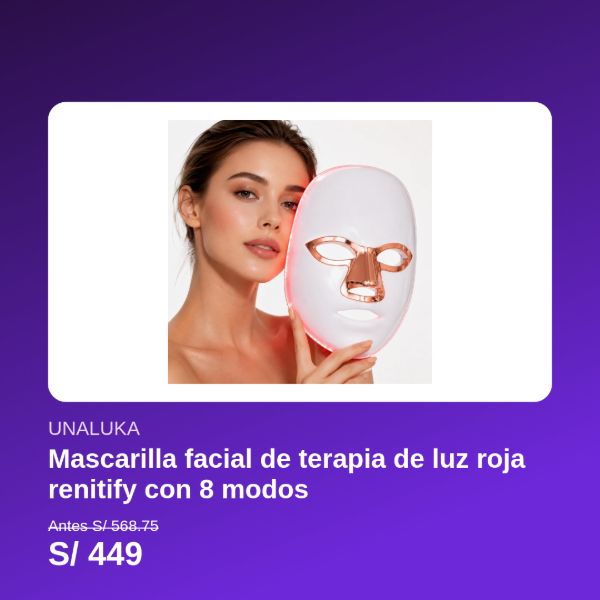 UNALUKA
Mascarilla facial de terapia de luz roja
renitify con 8 modos
Antes S/ 568.75
S/ 449